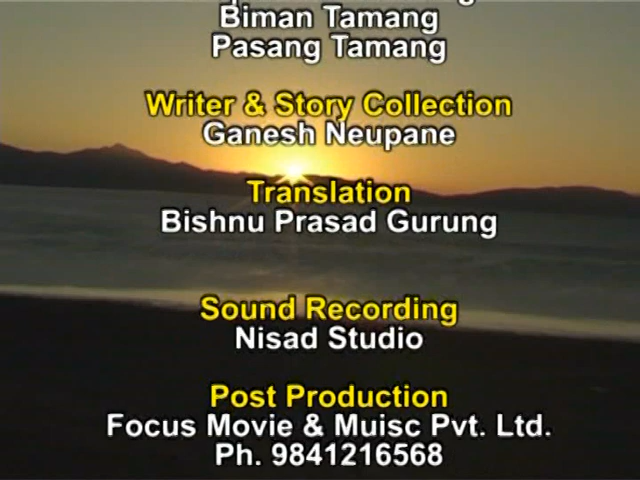 Biman Tamang
Pasang Tamang
Writer & Story Collection
Ganesh Neupane
Translation
Bishnu Prasad Gurung
Sound Recording
Nisad Studio
Post Production
Focus Movie & Muisc Pvt. Ltd.
Ph. 9841216568